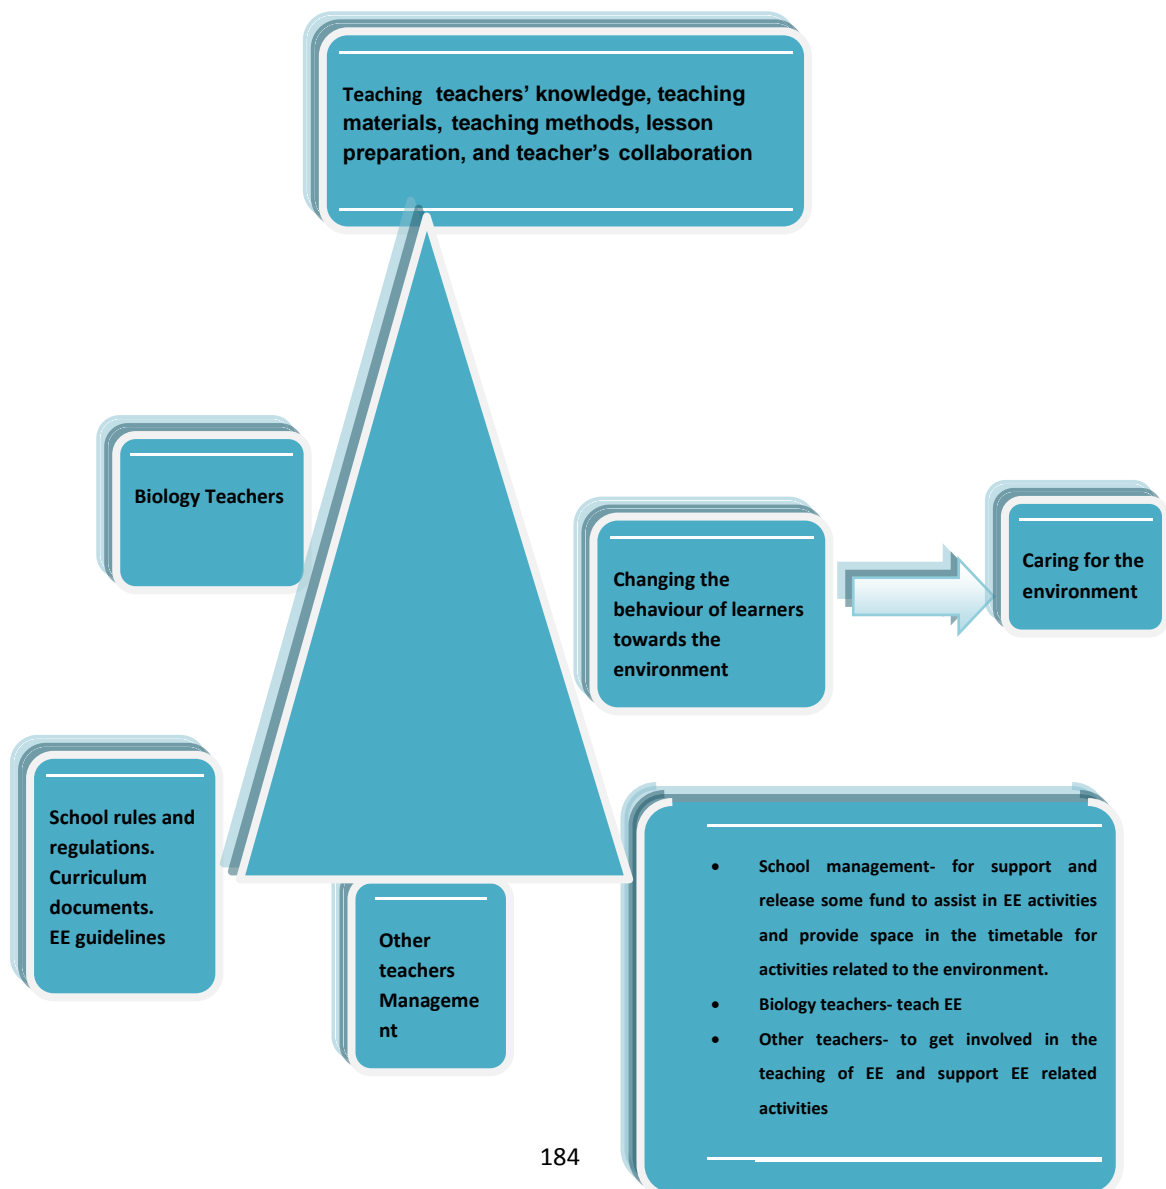 Teaching teachers’ knowledge, teaching
materials, teaching methods, lesson
preparation, and teacher’s collaboration
Biology Teachers
Changing the
behaviour of learners
towards the
environment
Caring for the
environment
School rules and
regulations.
Curriculum
documents.
EE guidelines
Other
teachers
Manageme
nt
• School management- for support and
release some fund to assist in EE activities
and provide space in the timetable for
activities related to the environment.
• Biology teachers- teach EE
• Other teachers- to get involved in the
teaching of EE and support EE related
activities
184